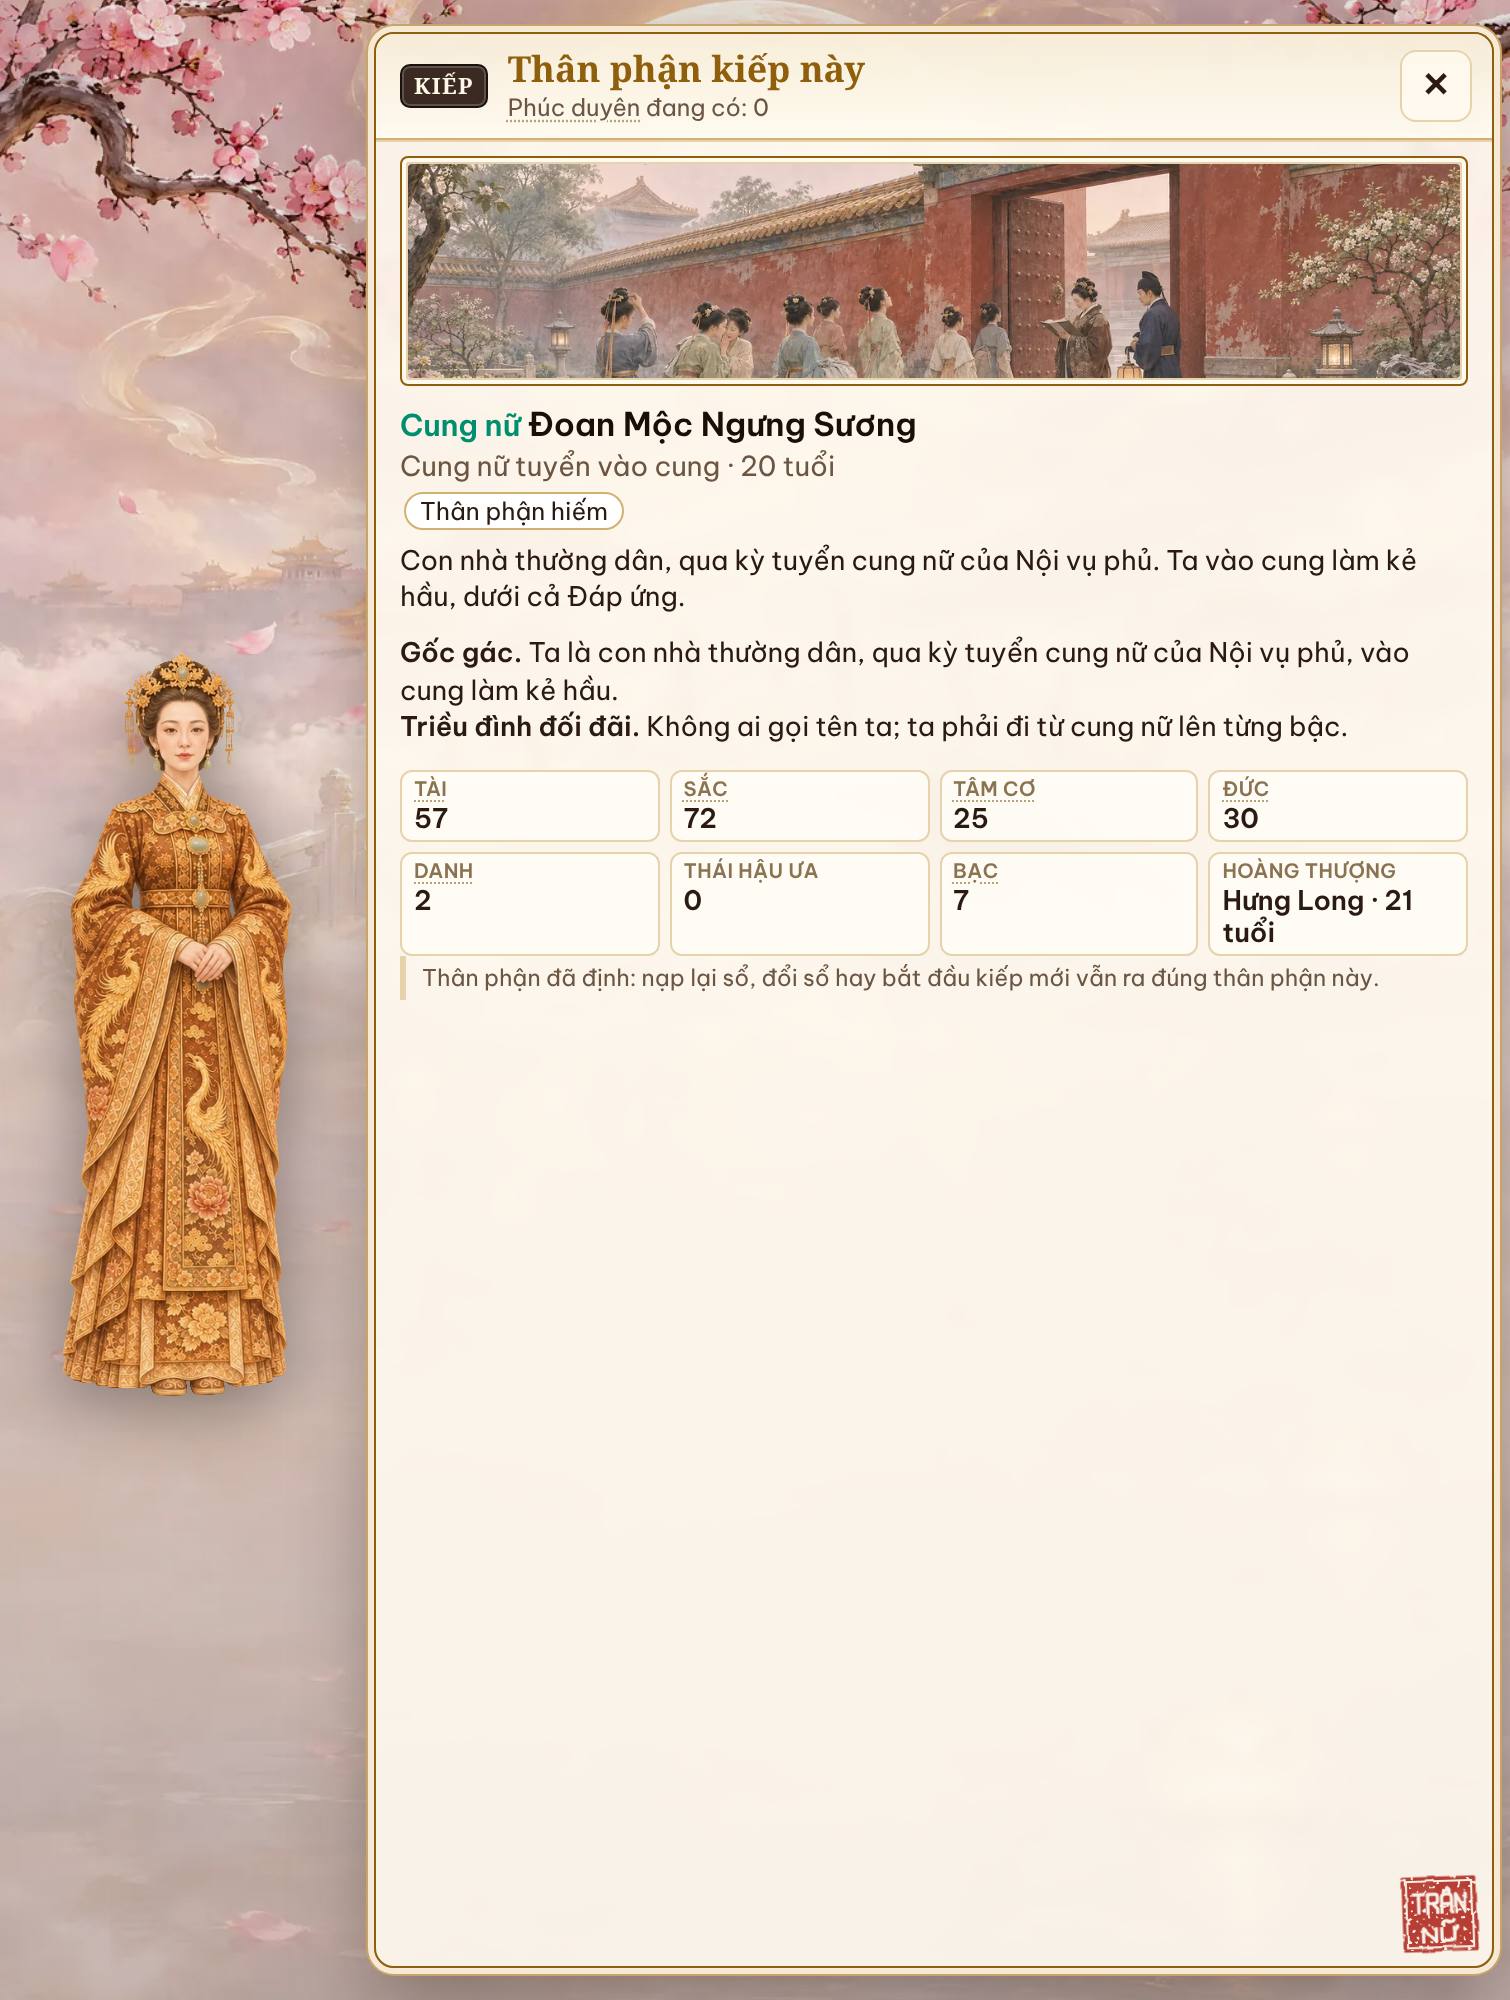 KIẾP
Thân phận kiếp này
Phúc duyên đang có: 0
✕
Cung nữ Đoan Mộc Ngưng Sương
Cung nữ tuyển vào cung · 20 tuổi
Thân phận hiếm
Con nhà thường dân, qua kỳ tuyển cung nữ của Nội vụ phủ. Ta vào cung làm kẻ
hầu, dưới cả Đáp ứng.
Gốc gác. Ta là con nhà thường dân, qua kỳ tuyển cung nữ của Nội vụ phủ, vào
cung làm kẻ hầu.
Triều đình đối đãi. Không ai gọi tên ta; ta phải đi từ cung nữ lên từng bậc.
TÀI
57
SẮC
72
TÂM CƠ
25
ĐỨC
30
DANH
2
THÁI HẬU ƯA
0
BẠC
7
HOÀNG THƯỢNG
Hưng Long · 21
tuổi
Thân phận đã định: nạp lại sổ, đổi sổ hay bắt đầu kiếp mới vẫn ra đúng thân phận này.
TRÂN
NỮ